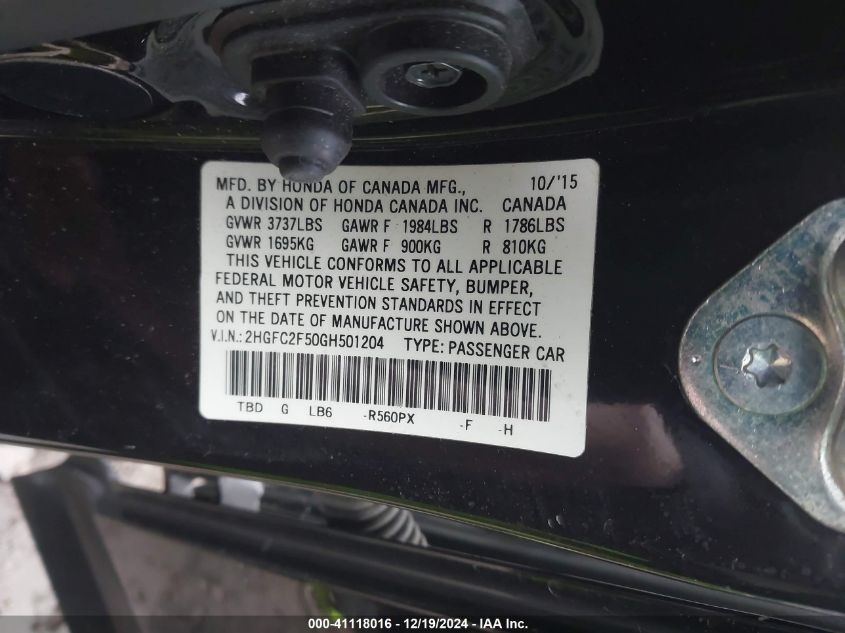 MFD. BY HONDA OF CANADA MFG., 10/'15
A DIVISION OF HONDA CANADA INC. CANADA
GVWR 3737LBS GAWR F 1984LBS R 1786LBS
GVWR 1695KG GAWR F 900KG R 810KG
THIS VEHICLE CONFORMS TO ALL APPLICABLE
FEDERAL MOTOR VEHICLE SAFETY, BUMPER,
AND THEFT PREVENTION STANDARDS IN EFFECT
ON THE DATE OF MANUFACTURE SHOWN ABOVE.
V.I.N.: 2HGFC2F50GH501204 TYPE: PASSENGER CAR
TBD G LB6 -R560PX -F -H
000-41118016 - 12/19/2024 - IAA Inc.